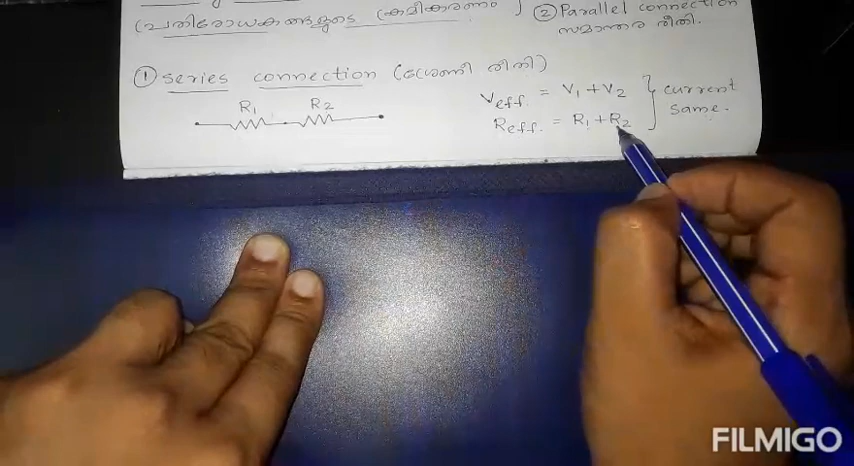 (പ്രതിരോധകങ്ങളുടെ ക്രമീകരണം) ② Parallel connection
സമാന്തര രീതി.
① series connection (ശ്രേണീ രീതി)
R₁ R₂
Veff. = V₁ + V₂
Reff. = R₁ + R₂
} current
same.
FILMIGO